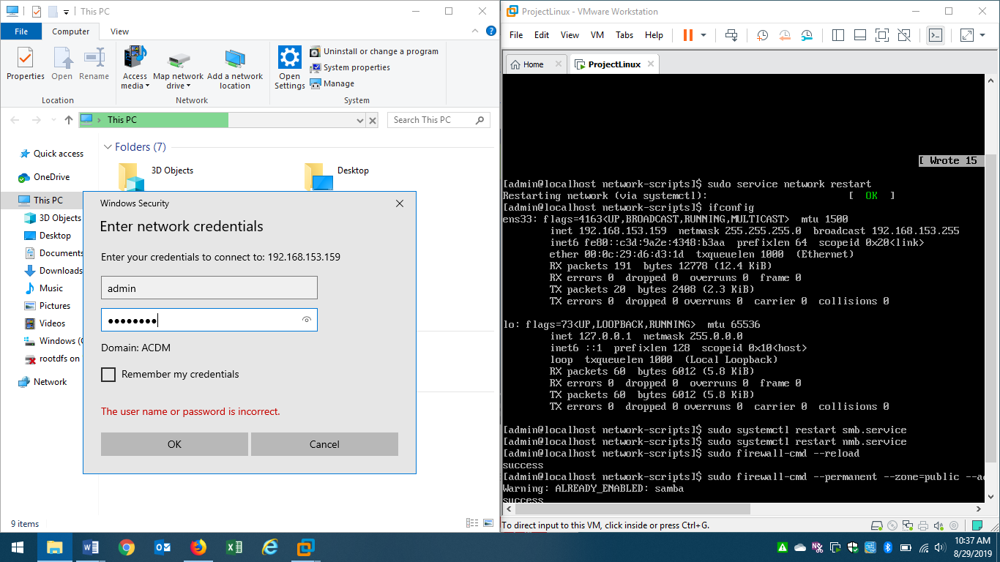 This PC
File
Computer
View
Properties
Open
Rename
Access media
Map network drive
Add a network location
Open Settings
Uninstall or change a program
System properties
Manage
Location
Network
System
This PC
Search This PC
Quick access
OneDrive
This PC
3D Objects
Desktop
Documents
Downloads
Music
Pictures
Videos
Windows (
rootdfs on
Network
Folders (7)
3D Objects
Desktop
Windows Security
Enter network credentials
Enter your credentials to connect to: 192.168.153.159
admin
●●●●●●●●
Domain: ACDM
Remember my credentials
The user name or password is incorrect.
OK
Cancel
9 items
ProjectLinux - VMware Workstation
File Edit View VM Tabs Help
Home
ProjectLinux
[ Wrote 15
[admin@localhost network-scripts]$ sudo service network restart
Restarting network (via systemctl): [ OK ]
[admin@localhost network-scripts]$ ifconfig
ens33: flags=4163<UP,BROADCAST,RUNNING,MULTICAST> mtu 1500
inet 192.168.153.159 netmask 255.255.255.0 broadcast 192.168.153.255
inet6 fe80::c3d:9a2e:4348:b3aa prefixlen 64 scopeid 0x20<link>
ether 00:0c:29:d6:d3:1d txqueuelen 1000 (Ethernet)
RX packets 191 bytes 12778 (12.4 KiB)
RX errors 0 dropped 0 overruns 0 frame 0
TX packets 20 bytes 2408 (2.3 KiB)
TX errors 0 dropped 0 overruns 0 carrier 0 collisions 0
lo: flags=73<UP,LOOPBACK,RUNNING> mtu 65536
inet 127.0.0.1 netmask 255.0.0.0
inet6 ::1 prefixlen 128 scopeid 0x10<host>
loop txqueuelen 1000 (Local Loopback)
RX packets 60 bytes 6012 (5.8 KiB)
RX errors 0 dropped 0 overruns 0 frame 0
TX packets 60 bytes 6012 (5.8 KiB)
TX errors 0 dropped 0 overruns 0 carrier 0 collisions 0
[admin@localhost network-scripts]$ sudo systemctl restart smb.service
[admin@localhost network-scripts]$ sudo systemctl restart nmb.service
[admin@localhost network-scripts]$ sudo firewall-cmd --reload
success
[admin@localhost network-scripts]$ sudo firewall-cmd --permanent --zone=public --a
Warning: ALREADY_ENABLED: samba
success
To direct input to this VM, click inside or press Ctrl+G.
10:37 AM
8/29/2019